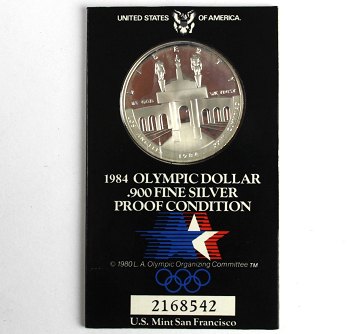 UNITED STATES OF AMERICA.
LIBERTY
1984
1984 OLYMPIC DOLLAR
.900 FINE SILVER
PROOF CONDITION
© 1980 L.A. Olympic Organizing Committee TM
2168542
U.S. Mint San Francisco